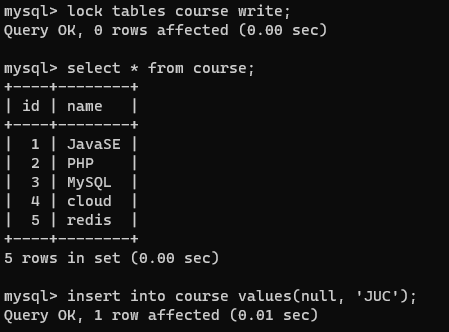 mysql> lock tables course write;
Query OK, 0 rows affected (0.00 sec)
mysql> select * from course;
+----+--------+
| id | name   |
+----+--------+
|  1 | JavaSE |
|  2 | PHP    |
|  3 | MySQL  |
|  4 | cloud  |
|  5 | redis  |
+----+--------+
5 rows in set (0.00 sec)
mysql> insert into course values(null, 'JUC');
Query OK, 1 row affected (0.01 sec)